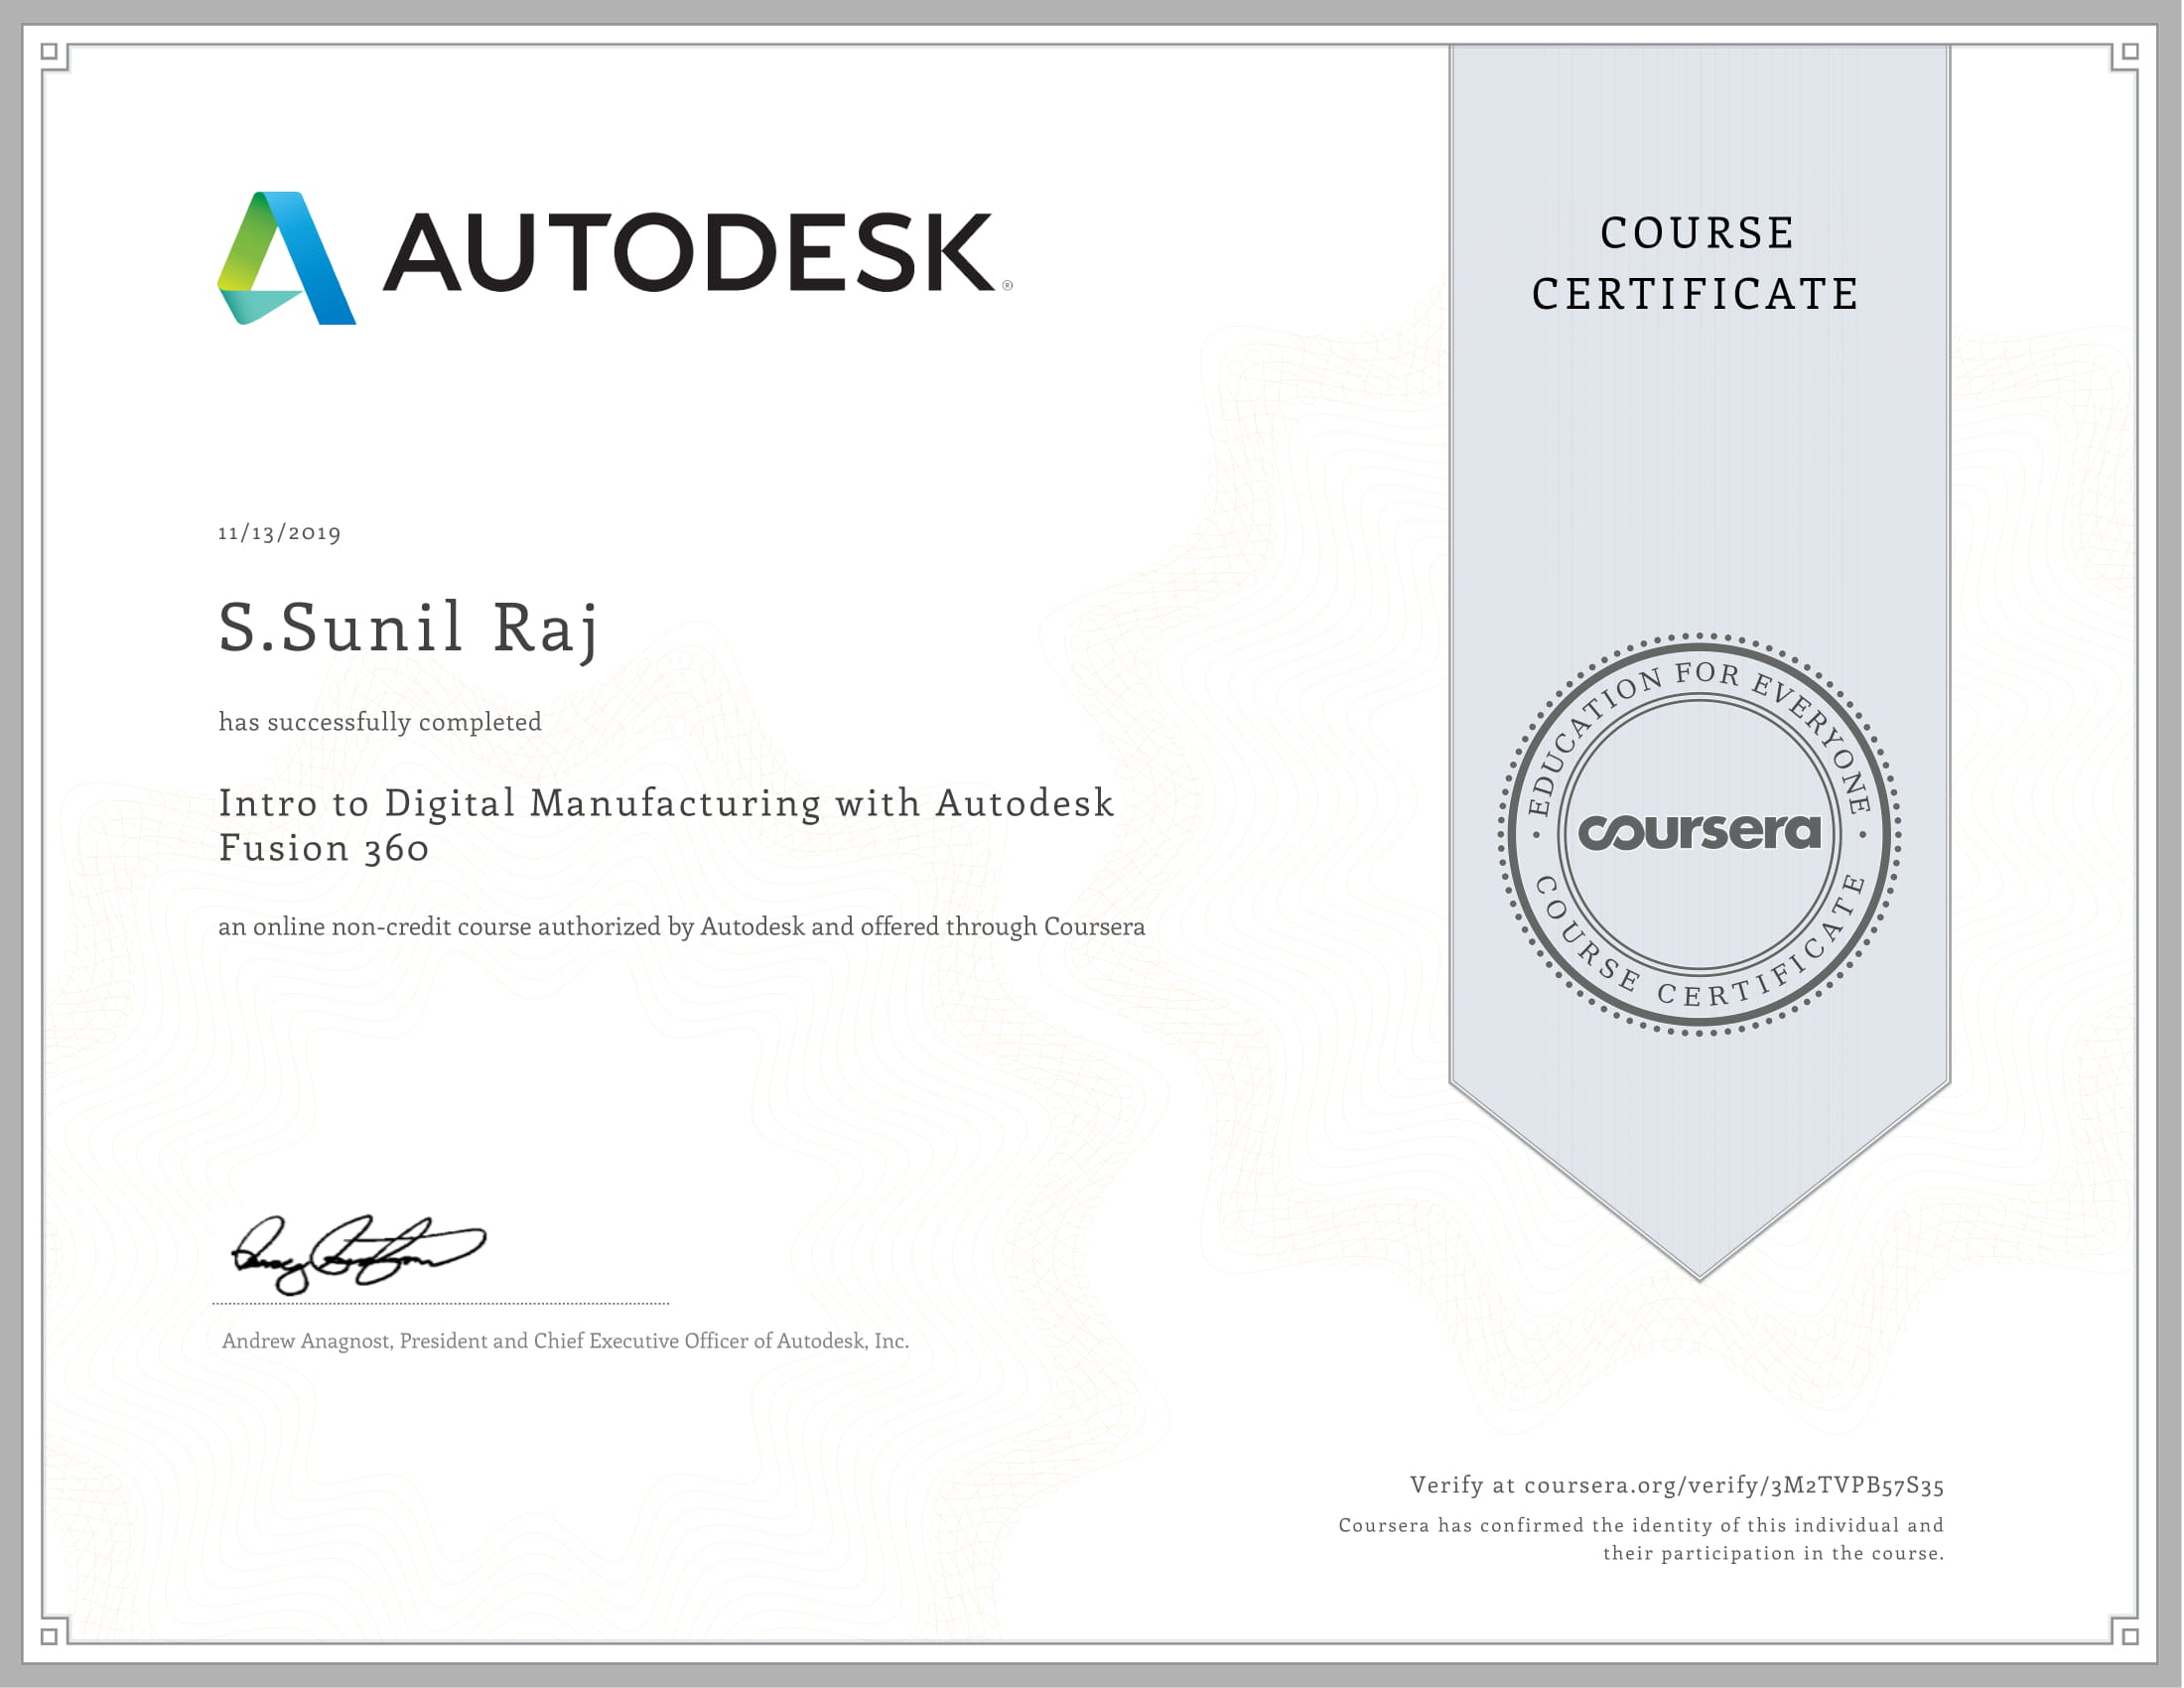 AUTODESK®
COURSE
CERTIFICATE
11/13/2019
S.Sunil Raj
has successfully completed
Intro to Digital Manufacturing with Autodesk
Fusion 360
an online non-credit course authorized by Autodesk and offered through Coursera
EDUCATION FOR EVERYONE
coursera
COURSE CERTIFICATE
Andrew Anagnost, President and Chief Executive Officer of Autodesk, Inc.
Verify at coursera.org/verify/3M2TVPB57S35
Coursera has confirmed the identity of this individual and
their participation in the course.